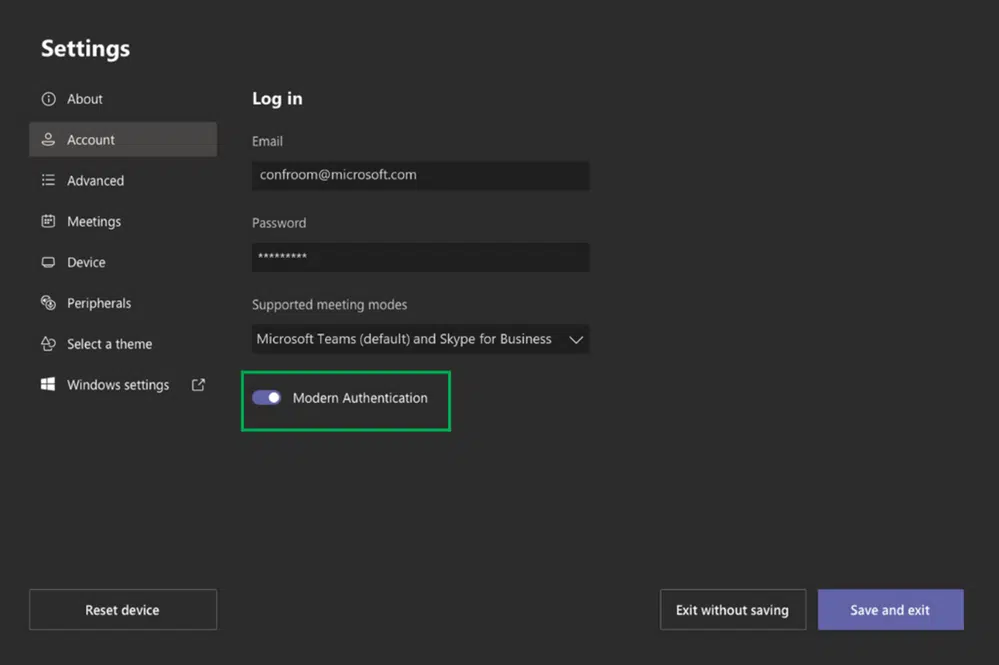 Settings
About
Account
Advanced
Meetings
Device
Peripherals
Select a theme
Windows settings
Log in
Email
confroom@microsoft.com
Password
*********
Supported meeting modes
Microsoft Teams (default) and Skype for Business
Modern Authentication
Reset device
Exit without saving
Save and exit